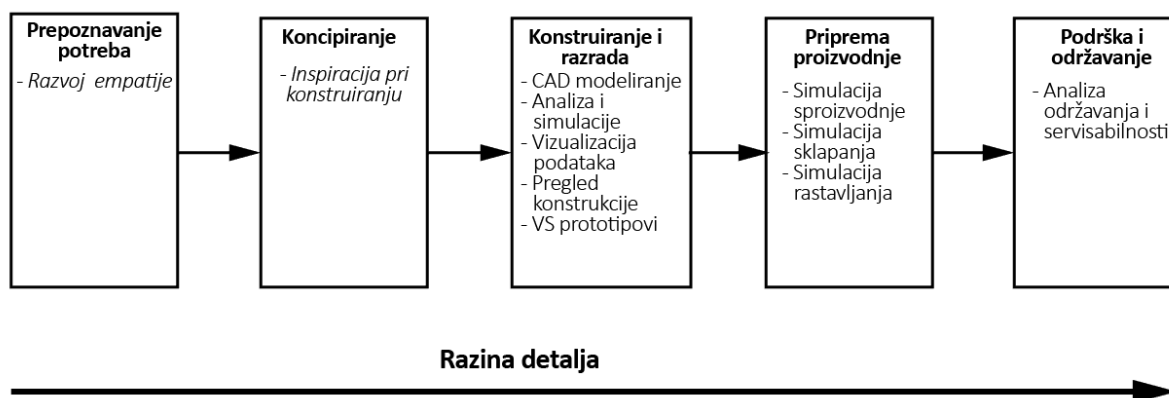 Prepoznavanje
potreba
- Razvoj empatije
Koncipiranje
- Inspiracija pri
konstruiranju
Konstruiranje i
razrada
- CAD modeliranje
- Analiza i
simulacije
- Vizualizacija
podataka
- Pregled
konstrukcije
- VS prototipovi
Priprema
proizvodnje
- Simulacija
sproizvodnje
- Simulacija
sklapanja
- Simulacija
rastavljanja
Podrška i
održavanje
- Analiza
održavanja i
servisabilnosti
Razina detalja